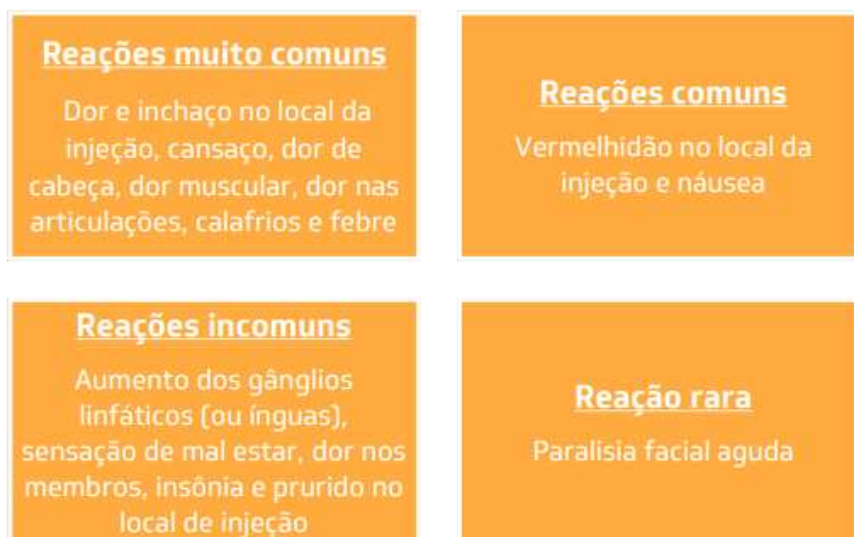 Reações muito comuns
Dor e inchaço no local da
injeção, cansaço, dor de
cabeça, dor muscular, dor nas
articulações, calafrios e febre
Reações comuns
Vermelhidão no local da
injeção e náusea
Reações incomuns
Aumento dos gânglios
linfáticos (ou ínguas),
sensação de mal estar, dor nos
membros, insônia e prurido no
local de injeção
Reação rara
Paralisia facial aguda